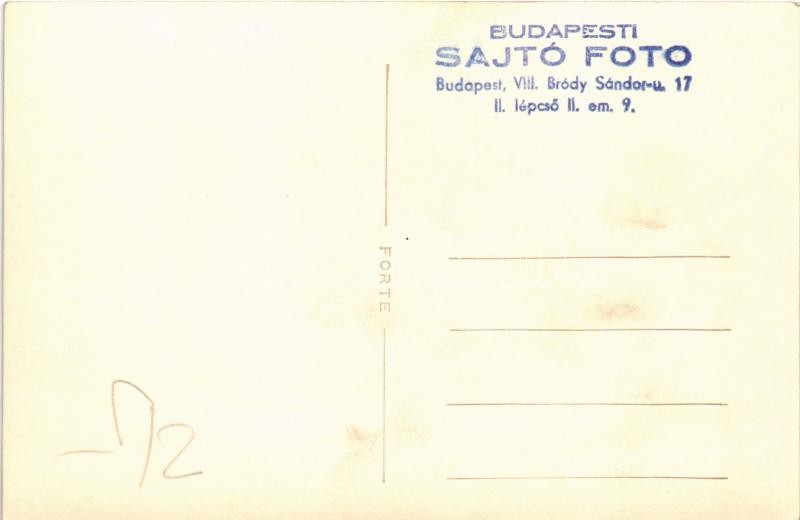 BUDAPESTI
SAJTÓ FOTO
Budapest, VIII. Bródy Sándor-u. 17
II. lépcső II. em. 9.
FORTE